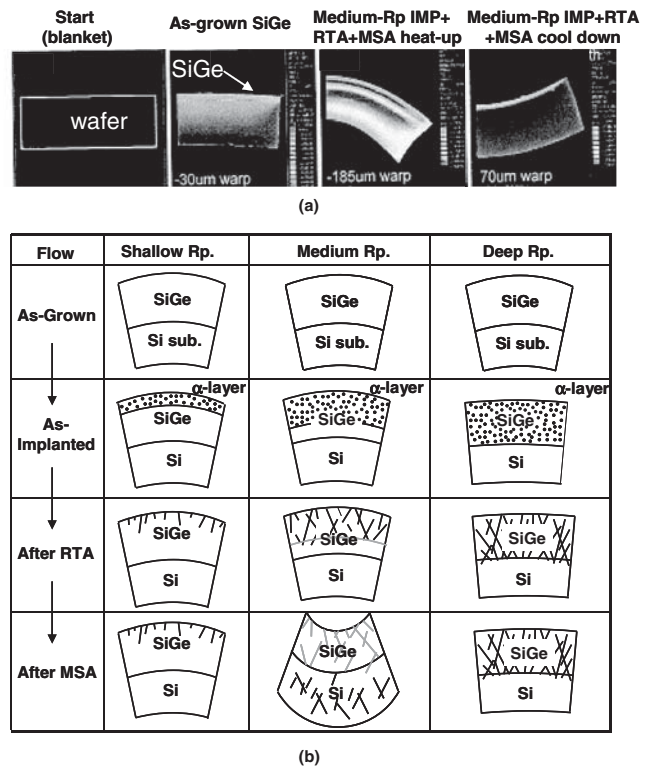 Start
(blanket)
As-grown SiGe
Medium-Rp IMP+
RTA+MSA heat-up
Medium-Rp IMP+RTA
+MSA cool down
SiGe
wafer
th
-30um warp
-185um warp
70um warp
(a)
Flow
Shallow Rp.
Medium Rp.
Deep Rp.
As-Grown
SiGe
Si sub.
SiGe
Si sub.
SiGe
Si sub.
As-
Implanted
α-layer
SiGe
Si
α-layer
SiGe
Si
α-layer
SiGe
Si
After RTA
SiGe
Si
SiGe
Si
SiGe
Si
After MSA
SiGe
Si
SiGe
Si
SiGe
Si
(b)